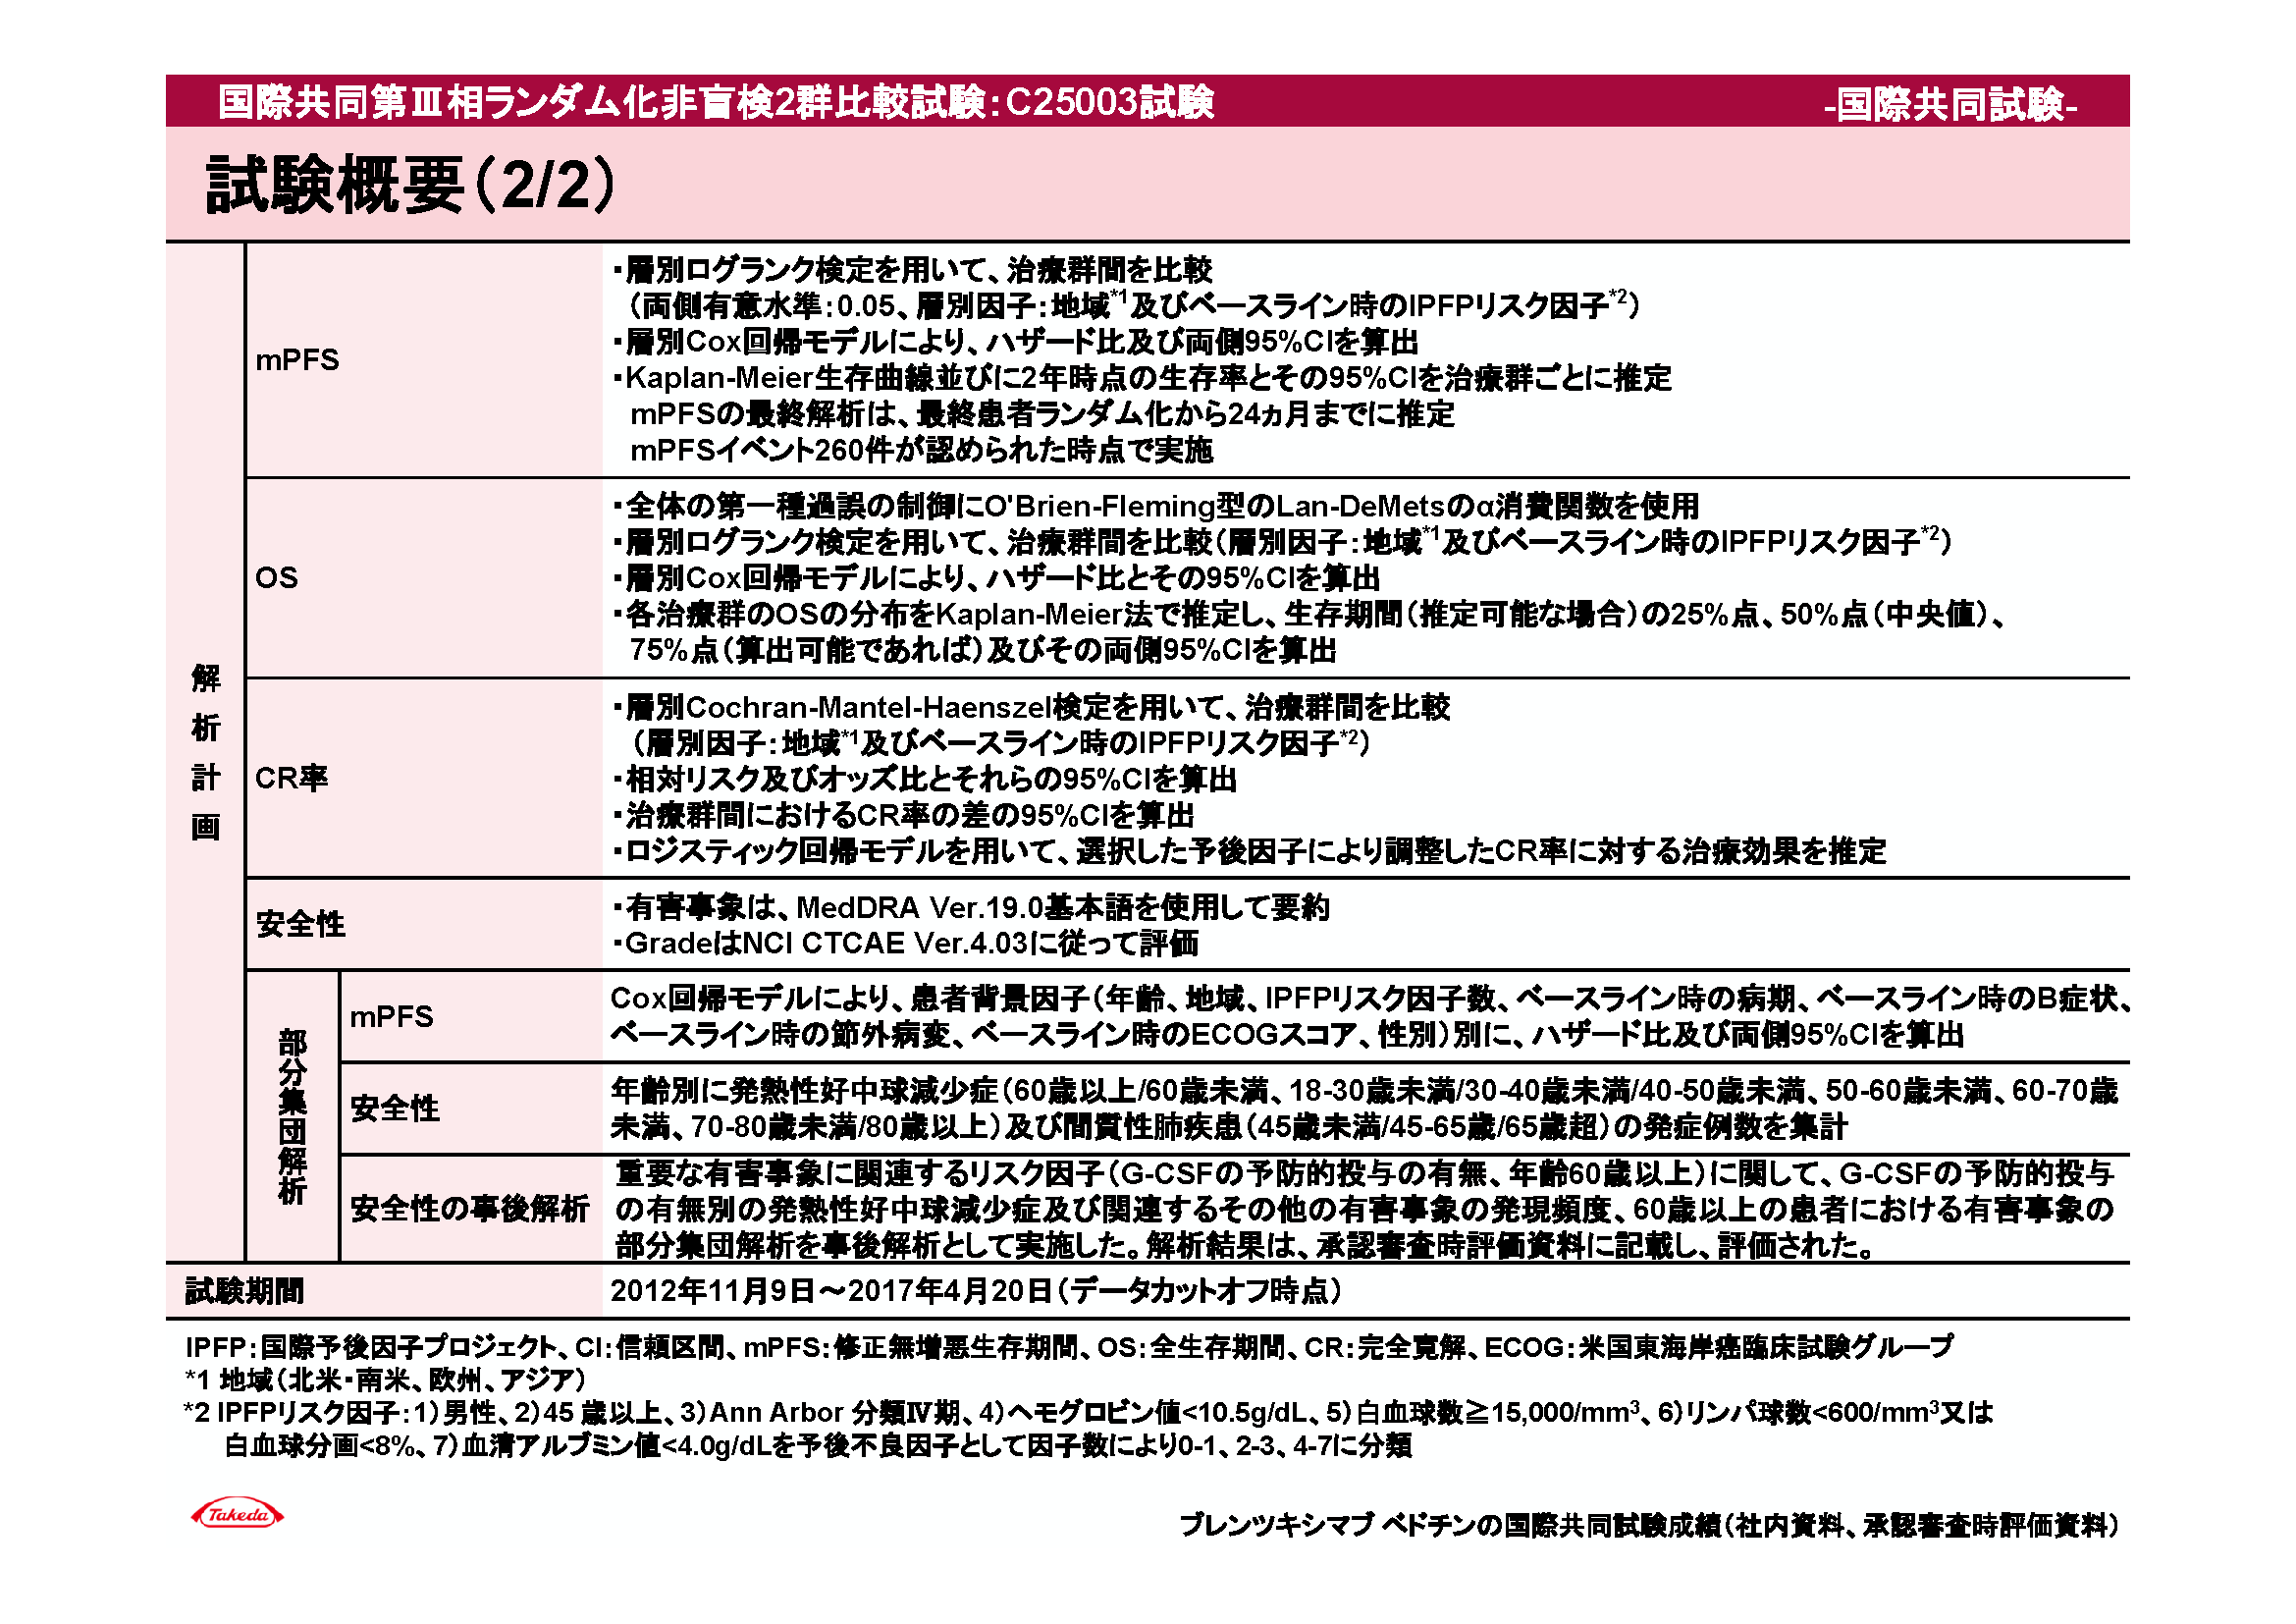 国際共同第Ⅲ相ランダム化非盲検2群比較試験：C25003試験
-国際共同試験-
試験概要（2/2）
解析計画
mPFS
・層別ログランク検定を用いて、治療群間を比較
（両側有意水準：0.05、層別因子：地域*1及びベースライン時のIPFPリスク因子*2）
・層別Cox回帰モデルにより、ハザード比及び両側95%CIを算出
・Kaplan-Meier生存曲線並びに2年時点の生存率とその95%CIを治療群ごとに推定
mPFSの最終解析は、最終患者ランダム化から24ヵ月までに推定
mPFSイベント260件が認められた時点で実施
OS
・全体の第一種過誤の制御にO'Brien-Fleming型のLan-DeMetsのα消費関数を使用
・層別ログランク検定を用いて、治療群間を比較（層別因子：地域*1及びベースライン時のIPFPリスク因子*2）
・層別Cox回帰モデルにより、ハザード比とその95%CIを算出
・各治療群のOSの分布をKaplan-Meier法で推定し、生存期間（推定可能な場合）の25%点、50%点（中央値）、
75%点（算出可能であれば）及びその両側95%CIを算出
CR率
・層別Cochran-Mantel-Haenszel検定を用いて、治療群間を比較
（層別因子：地域*1及びベースライン時のIPFPリスク因子*2）
・相対リスク及びオッズ比とそれらの95%CIを算出
・治療群間におけるCR率の差の95%CIを算出
・ロジスティック回帰モデルを用いて、選択した予後因子により調整したCR率に対する治療効果を推定
安全性
・有害事象は、MedDRA Ver.19.0基本語を使用して要約
・GradeはNCI CTCAE Ver.4.03に従って評価
部分集団解析
mPFS
Cox回帰モデルにより、患者背景因子（年齢、地域、IPFPリスク因子数、ベースライン時の病期、ベースライン時のB症状、
ベースライン時の節外病変、ベースライン時のECOGスコア、性別）別に、ハザード比及び両側95%CIを算出
安全性
年齢別に発熱性好中球減少症（60歳以上/60歳未満、18-30歳未満/30-40歳未満/40-50歳未満、50-60歳未満、60-70歳
未満、70-80歳未満/80歳以上）及び間質性肺疾患（45歳未満/45-65歳/65歳超）の発症例数を集計
安全性の事後解析
重要な有害事象に関連するリスク因子（G-CSFの予防的投与の有無、年齢60歳以上）に関して、G-CSFの予防的投与
の有無別の発熱性好中球減少症及び関連するその他の有害事象の発現頻度、60歳以上の患者における有害事象の
部分集団解析を事後解析として実施した。解析結果は、承認審査時評価資料に記載し、評価された。
試験期間
2012年11月9日～2017年4月20日（データカットオフ時点）
IPFP：国際予後因子プロジェクト、CI：信頼区間、mPFS：修正無増悪生存期間、OS：全生存期間、CR：完全寛解、ECOG：米国東海岸癌臨床試験グループ
*1 地域（北米・南米、欧州、アジア）
*2 IPFPリスク因子：1）男性、2）45 歳以上、3）Ann Arbor 分類Ⅳ期、4）ヘモグロビン値<10.5g/dL、5）白血球数≧15,000/mm3、6）リンパ球数<600/mm3又は
白血球分画<8%、7）血清アルブミン値<4.0g/dLを予後不良因子として因子数により0-1、2-3、4-7に分類
Takeda
ブレンツキシマブ ベドチンの国際共同試験成績（社内資料、承認審査時評価資料）